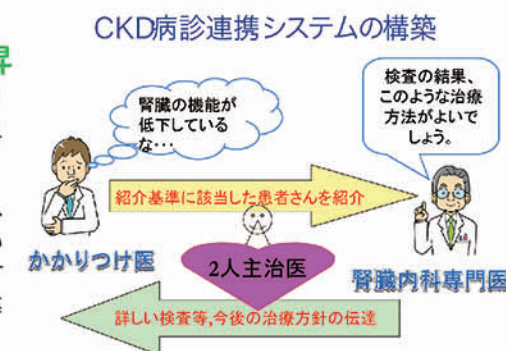 CKD病診連携システムの構築
昇
腎臓の機能が
低下している
な・・・
検査の結果、
このような治療
方法がよいで
しょう。
紹介基準に該当した患者さんを紹介
かかりつけ医
2人主治医
腎臓内科専門医
詳しい検査等,今後の治療方針の伝達